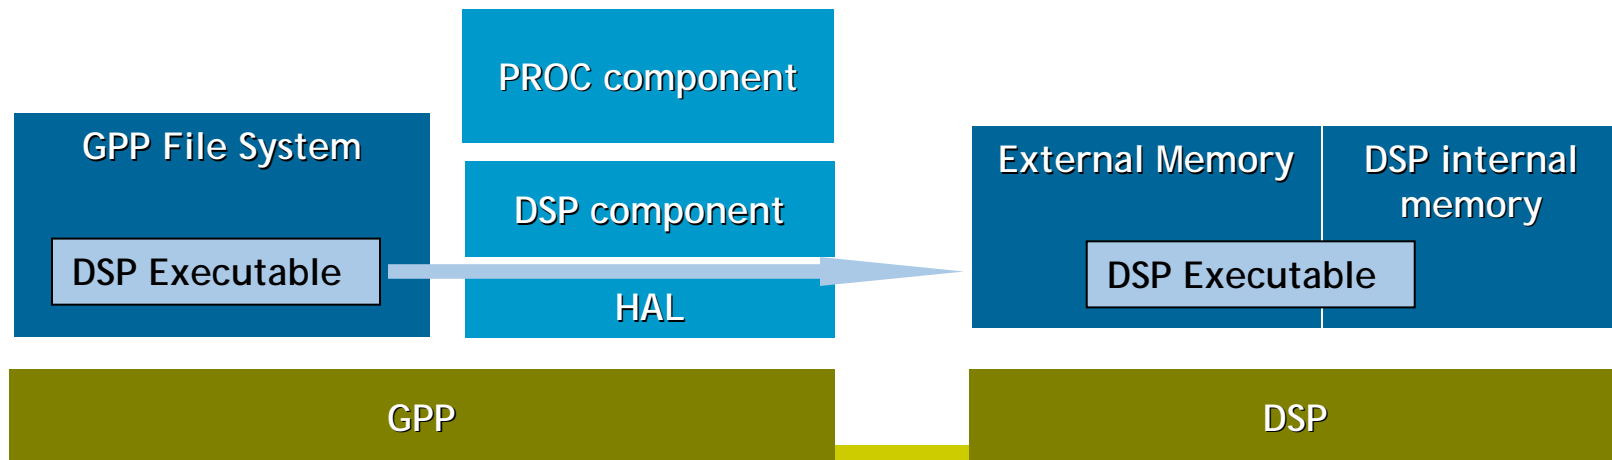 PROC component
GPP File System
DSP component
DSP Executable
HAL
GPP
External Memory
DSP internal
memory
DSP Executable
DSP